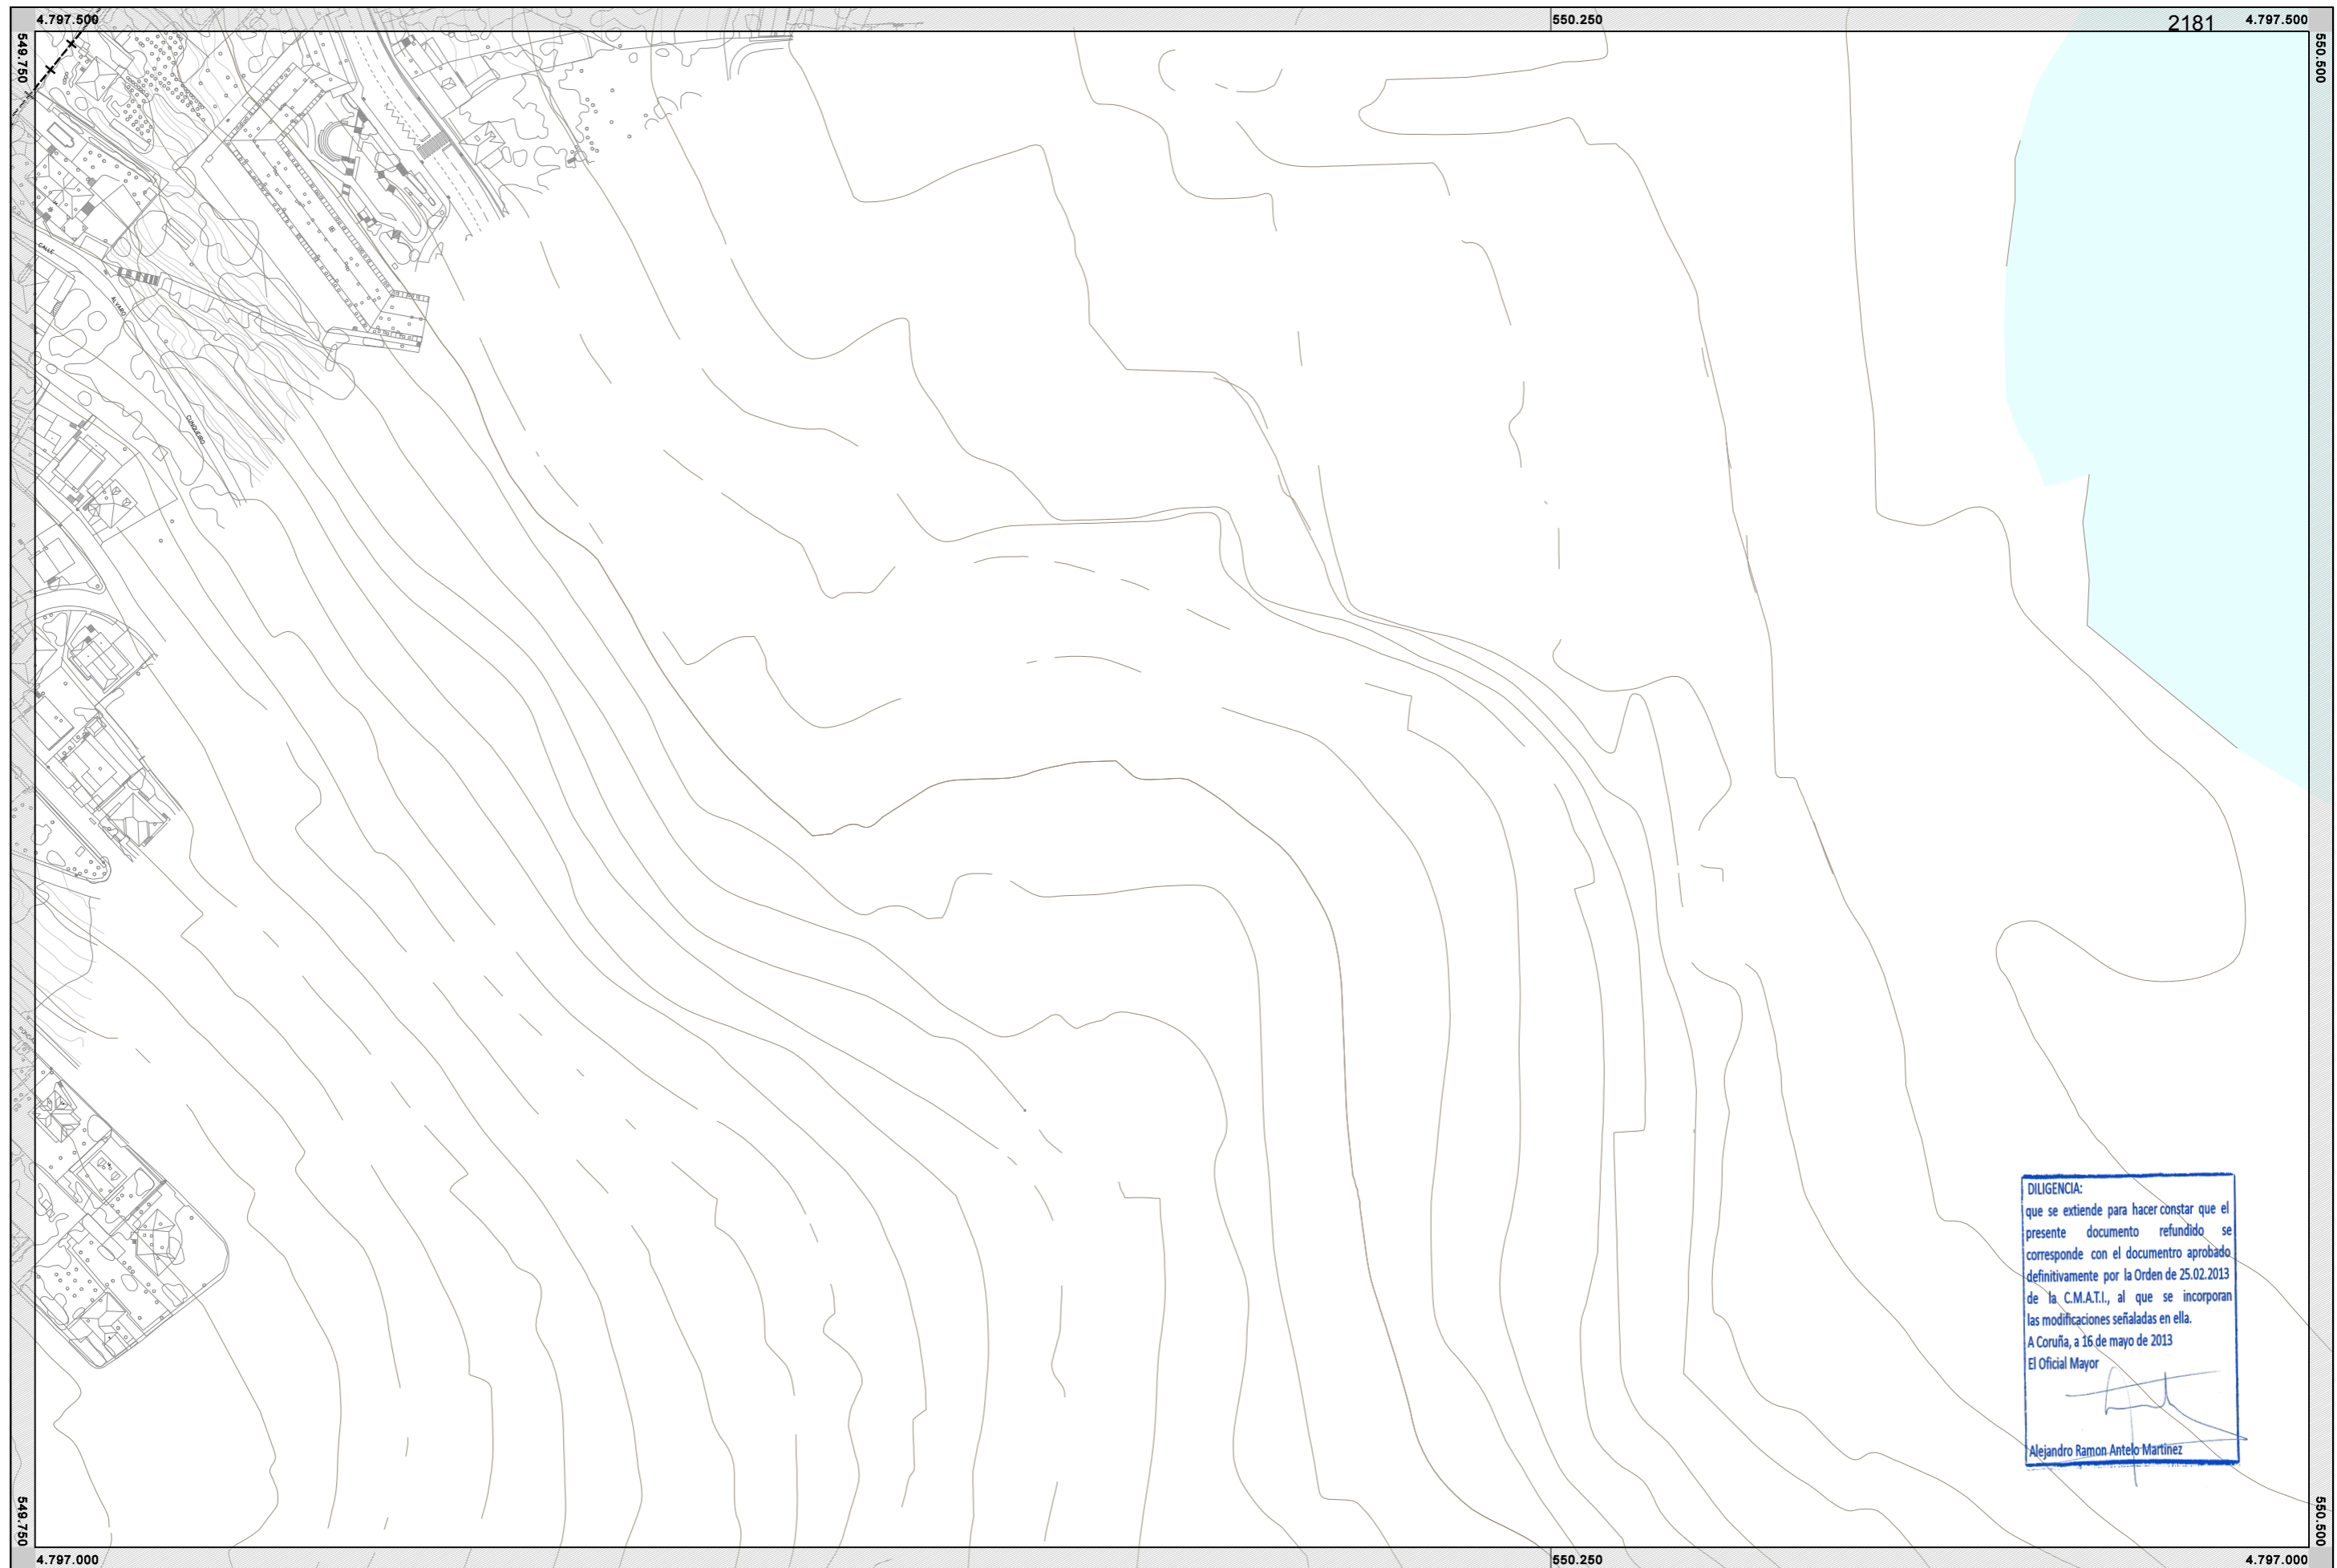 4.797.500
550.250
2181
4.797.500
549.750
550.500
CALLE
ALVARO
CUNQUEIRO
DILIGENCIA:
que se extiende para hacer constar que el
presente documento refundido se
corresponde con el documentro aprobado
definitivamente por la Orden de 25.02.2013
de la C.M.A.T.I., al que se incorporan
las modificaciones señaladas en ella.
A Coruña, a 16 de mayo de 2013
El Oficial Mayor
Alejandro Ramon Antelo Martinez
549.750
550.500
4.797.000
550.250
4.797.000